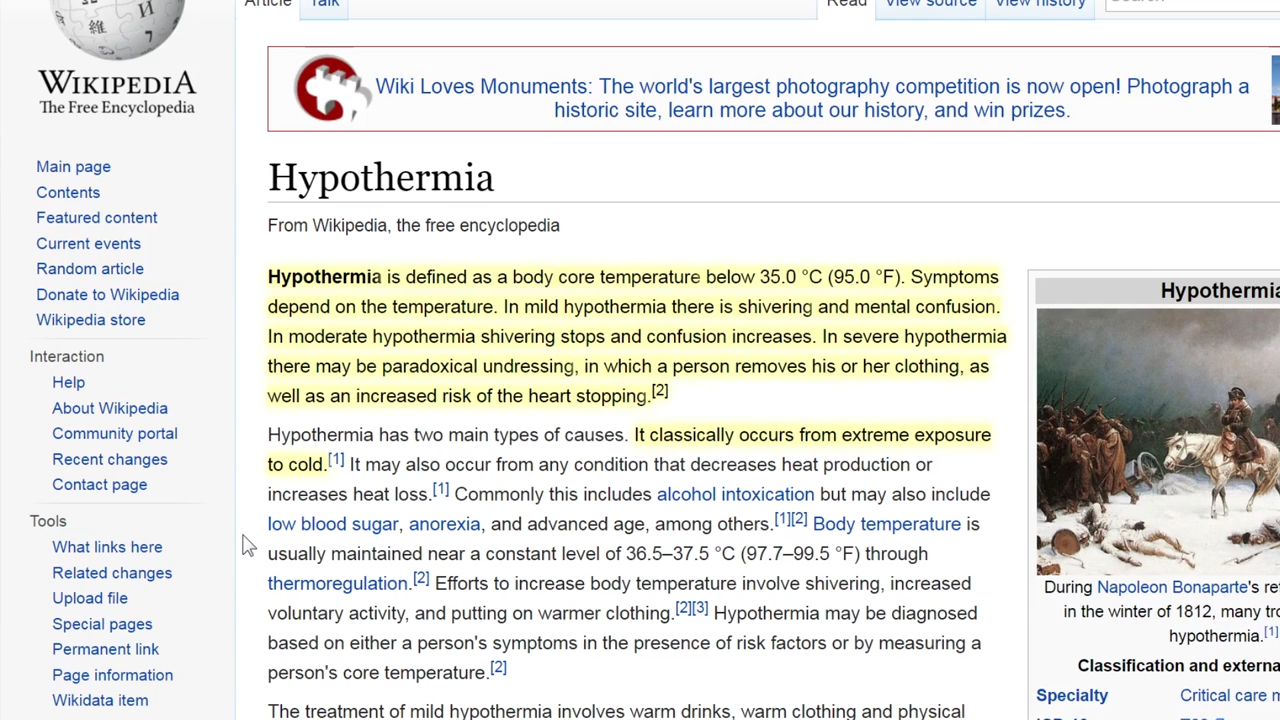 Article Talk Read View source View history Search
WIKIPEDIA
The Free Encyclopedia
Wiki Loves Monuments: The world's largest photography competition is now open! Photograph a
historic site, learn more about our history, and win prizes.
Main page
Contents
Featured content
Current events
Random article
Donate to Wikipedia
Wikipedia store
Interaction
Help
About Wikipedia
Community portal
Recent changes
Contact page
Tools
What links here
Related changes
Upload file
Special pages
Permanent link
Page information
Wikidata item
Hypothermia
From Wikipedia, the free encyclopedia
Hypothermia is defined as a body core temperature below 35.0 °C (95.0 °F). Symptoms
depend on the temperature. In mild hypothermia there is shivering and mental confusion.
In moderate hypothermia shivering stops and confusion increases. In severe hypothermia
there may be paradoxical undressing, in which a person removes his or her clothing, as
well as an increased risk of the heart stopping.[2]
Hypothermia has two main types of causes. It classically occurs from extreme exposure
to cold.[1] It may also occur from any condition that decreases heat production or
increases heat loss.[1] Commonly this includes alcohol intoxication but may also include
low blood sugar, anorexia, and advanced age, among others.[1][2] Body temperature is
usually maintained near a constant level of 36.5–37.5 °C (97.7–99.5 °F) through
thermoregulation.[2] Efforts to increase body temperature involve shivering, increased
voluntary activity, and putting on warmer clothing.[2][3] Hypothermia may be diagnosed
based on either a person's symptoms in the presence of risk factors or by measuring a
person's core temperature.[2]
The treatment of mild hypothermia involves warm drinks, warm clothing and physical
Hypothermia
During Napoleon Bonaparte's re
in the winter of 1812, many tro
hypothermia.[1]
Classification and externa
Specialty Critical care m